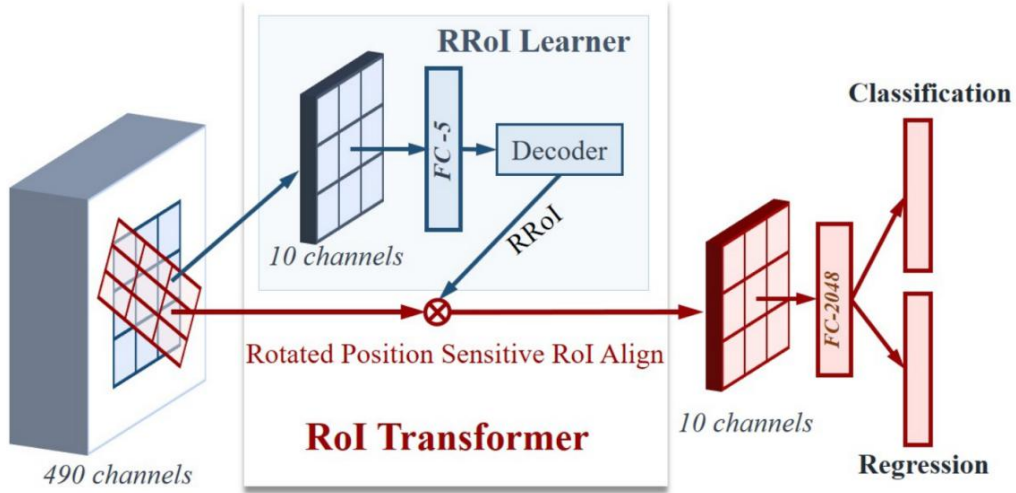 RRoI Learner
FC-5
Decoder
10 channels
RRoI
Classification
Rotated Position Sensitive RoI Align
FC-2048
RoI Transformer
10 channels
490 channels
Regression